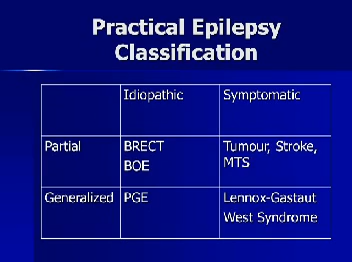 Practical Epilepsy
Classification
Idiopathic
Symptomatic
Partial
BRECT
BOE
Tumour, Stroke,
MTS
Generalized
PGE
Lennox-Gastaut
West Syndrome